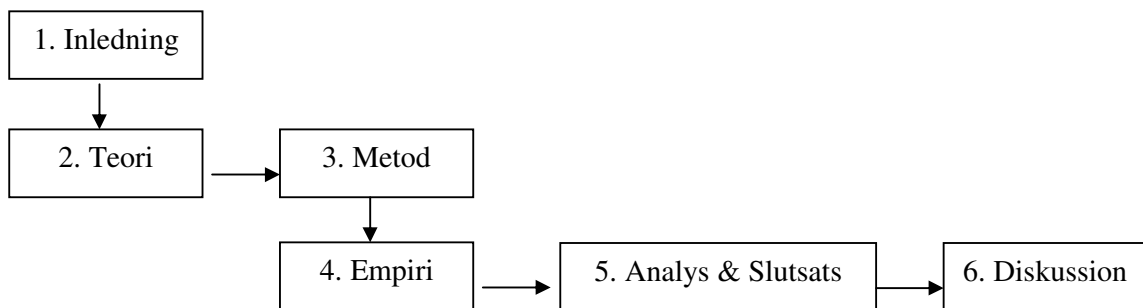 1. Inledning
2. Teori
3. Metod
4. Empiri
5. Analys & Slutsats
6. Diskussion